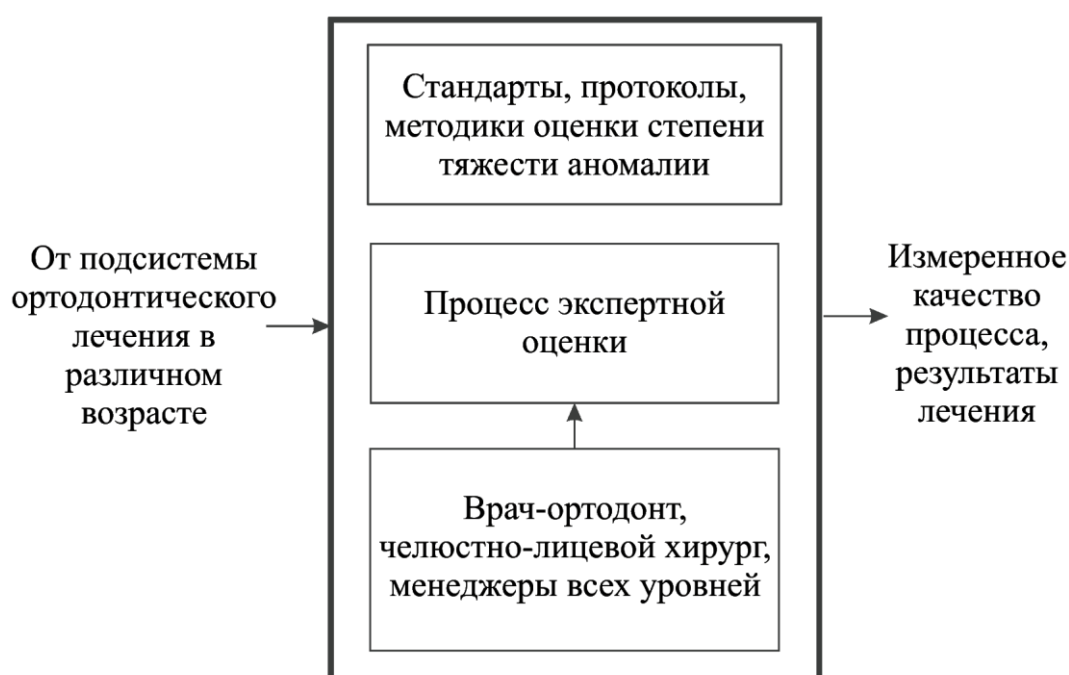 Стандарты, протоколы,
методики оценки степени
тяжести аномалии
От подсистемы
ортодонтического
лечения в
различном
возрасте
Процесс экспертной
оценки
Измеренное
качество
процесса,
результаты
лечения
Врач-ортодонт,
челюстно-лицевой хирург,
менеджеры всех уровней